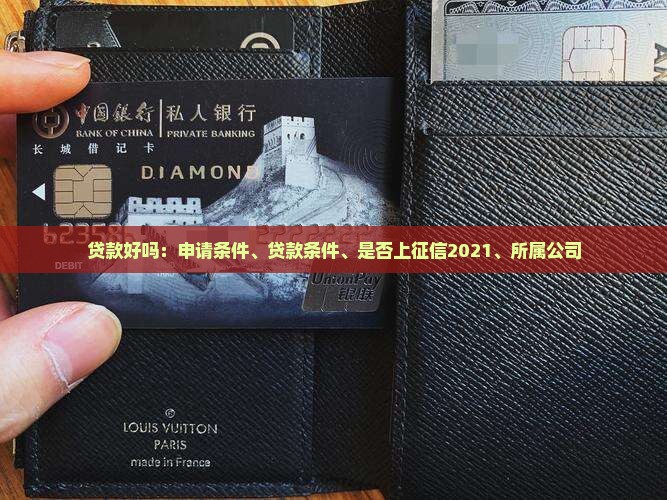 中國銀行 私人银行
BANK OF CHINA PRIVATE BANKING
长城借记卡
DIAMOND
贷款好吗：申请条件、贷款条件、是否上征信2021、所属公司
DEBIT
UnionPay
银联
LOUIS VUITTON
PARIS
made in France